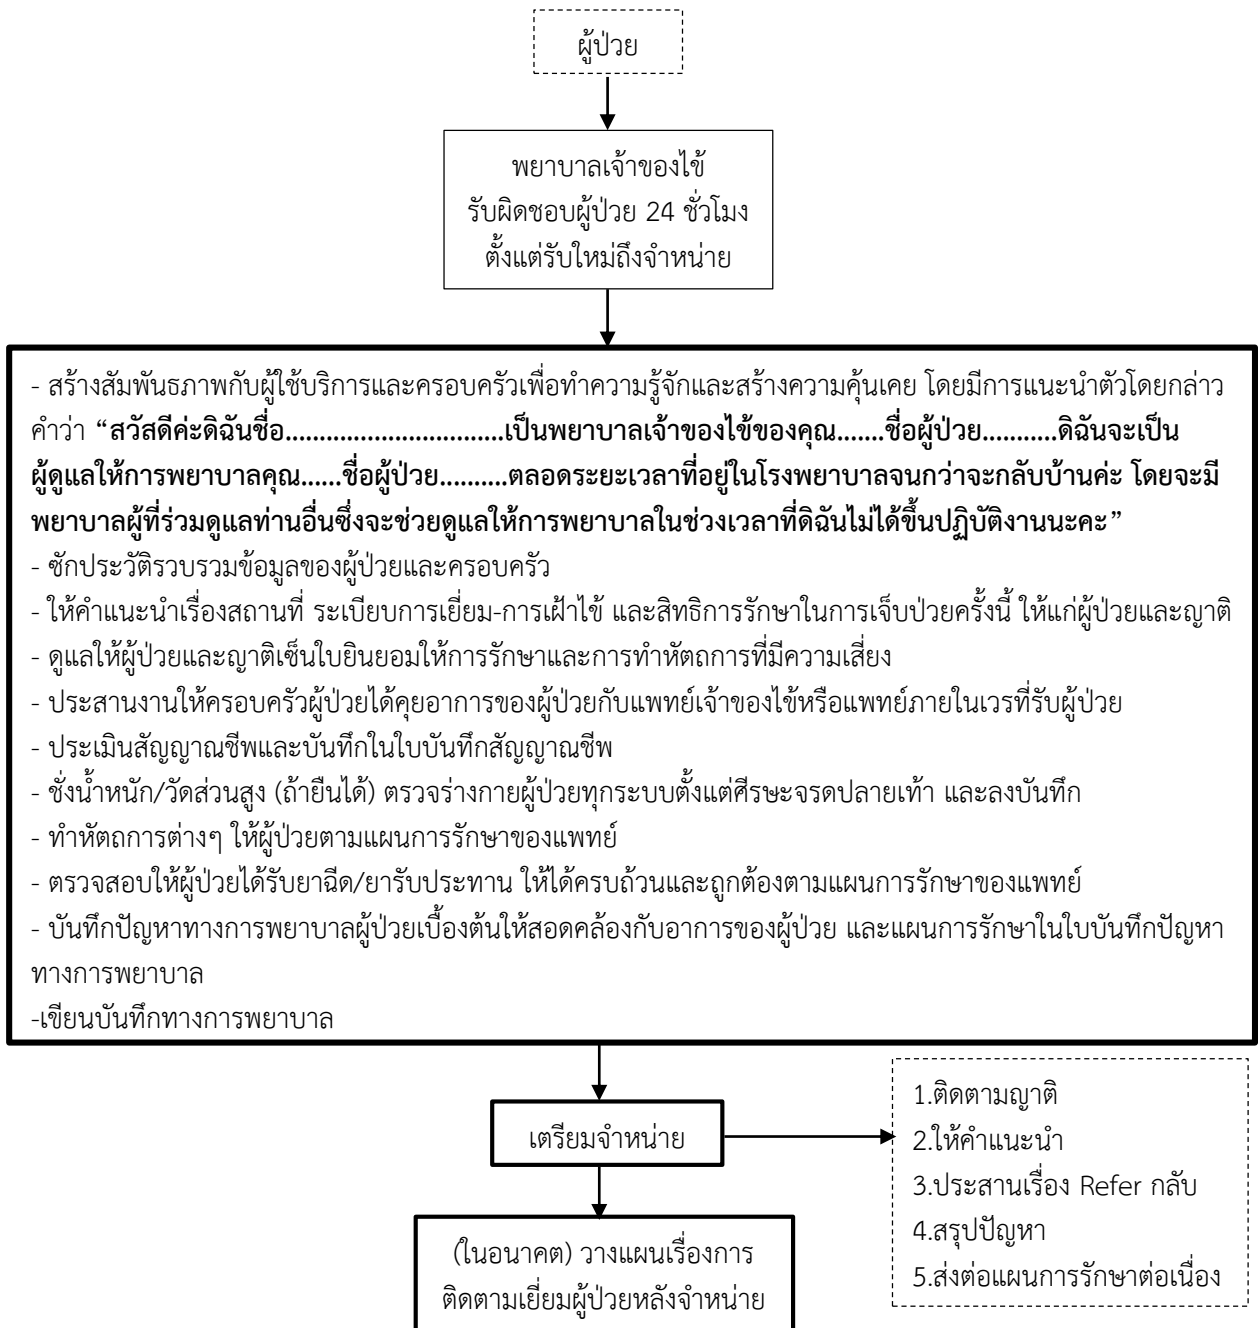 ผู้ป่วย
พยาบาลเจ้าของไข้
รับผิดชอบผู้ป่วย 24 ชั่วโมง
ตั้งแต่รับใหม่ถึงจำหน่าย
- สร้างสัมพันธภาพกับผู้ใช้บริการและครอบครัวเพื่อทำความรู้จักและสร้างความคุ้นเคย โดยมีการแนะนำตัวโดยกล่าว
คำว่า “สวัสดีค่ะดิฉันชื่อ................................เป็นพยาบาลเจ้าของไข้ของคุณ.......ชื่อผู้ป่วย...........ดิฉันจะเป็น
ผู้ดูแลให้การพยาบาลคุณ......ชื่อผู้ป่วย..........ตลอดระยะเวลาที่อยู่ในโรงพยาบาลจนกว่าจะกลับบ้านค่ะ โดยจะมี
พยาบาลผู้ที่ร่วมดูแลท่านอื่นซึ่งจะช่วยดูแลให้การพยาบาลในช่วงเวลาที่ดิฉันไม่ได้ขึ้นปฏิบัติงานนะคะ”
- ซักประวัติรวบรวมข้อมูลของผู้ป่วยและครอบครัว
- ให้คำแนะนำเรื่องสถานที่ ระเบียบการเยี่ยม-การเฝ้าไข้ และสิทธิการรักษาในการเจ็บป่วยครั้งนี้ ให้แก่ผู้ป่วยและญาติ
- ดูแลให้ผู้ป่วยและญาติเซ็นใบยินยอมให้การรักษาและการทำหัตถการที่มีความเสี่ยง
- ประสานงานให้ครอบครัวผู้ป่วยได้คุยอาการของผู้ป่วยกับแพทย์เจ้าของไข้หรือแพทย์ภายในเวรที่รับผู้ป่วย
- ประเมินสัญญาณชีพและบันทึกในใบบันทึกสัญญาณชีพ
- ชั่งน้ำหนัก/วัดส่วนสูง (ถ้ายืนได้) ตรวจร่างกายผู้ป่วยทุกระบบตั้งแต่ศีรษะจรดปลายเท้า และลงบันทึก
- ทำหัตถการต่างๆ ให้ผู้ป่วยตามแผนการรักษาของแพทย์
- ตรวจสอบให้ผู้ป่วยได้รับยาฉีด/ยารับประทาน ให้ได้ครบถ้วนและถูกต้องตามแผนการรักษาของแพทย์
- บันทึกปัญหาทางการพยาบาลผู้ป่วยเบื้องต้นให้สอดคล้องกับอาการของผู้ป่วย และแผนการรักษาในใบบันทึกปัญหา
ทางการพยาบาล
-เขียนบันทึกทางการพยาบาล
เตรียมจำหน่าย
1.ติดตามญาติ
2.ให้คำแนะนำ
3.ประสานเรื่อง Refer กลับ
4.สรุปปัญหา
5.ส่งต่อแผนการรักษาต่อเนื่อง
(ในอนาคต) วางแผนเรื่องการ
ติดตามเยี่ยมผู้ป่วยหลังจำหน่าย